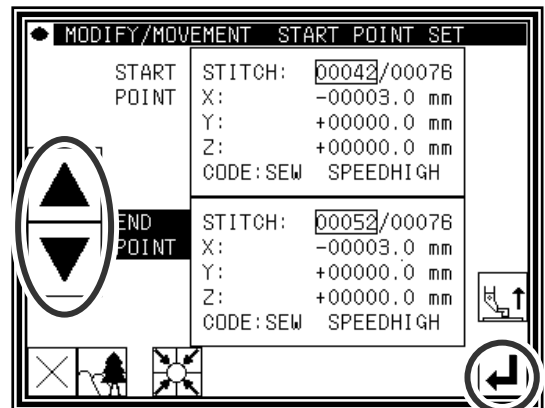 MODIFY/MOVEMENT START POINT SET
START POINT
STITCH: 00042/00076
X: -00003.0 mm
Y: +00000.0 mm
Z: +00000.0 mm
CODE:SEW SPEEDHIGH
END POINT
STITCH: 00052/00076
X: -00003.0 mm
Y: +00000.0 mm
Z: +00000.0 mm
CODE:SEW SPEEDHIGH